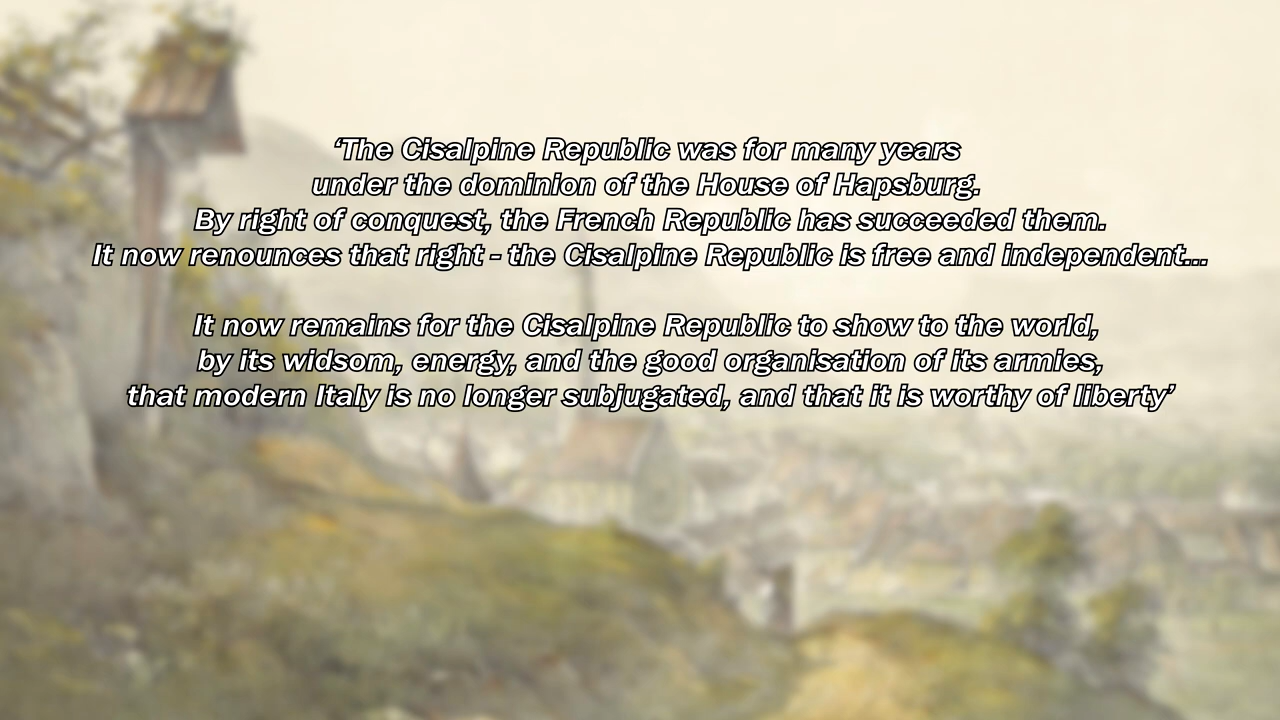 ‘The Cisalpine Republic was for many years
under the dominion of the House of Hapsburg.
By right of conquest, the French Republic has succeeded them.
It now renounces that right - the Cisalpine Republic is free and independent...
It now remains for the Cisalpine Republic to show to the world,
by its widsom, energy, and the good organisation of its armies,
that modern Italy is no longer subjugated, and that it is worthy of liberty’